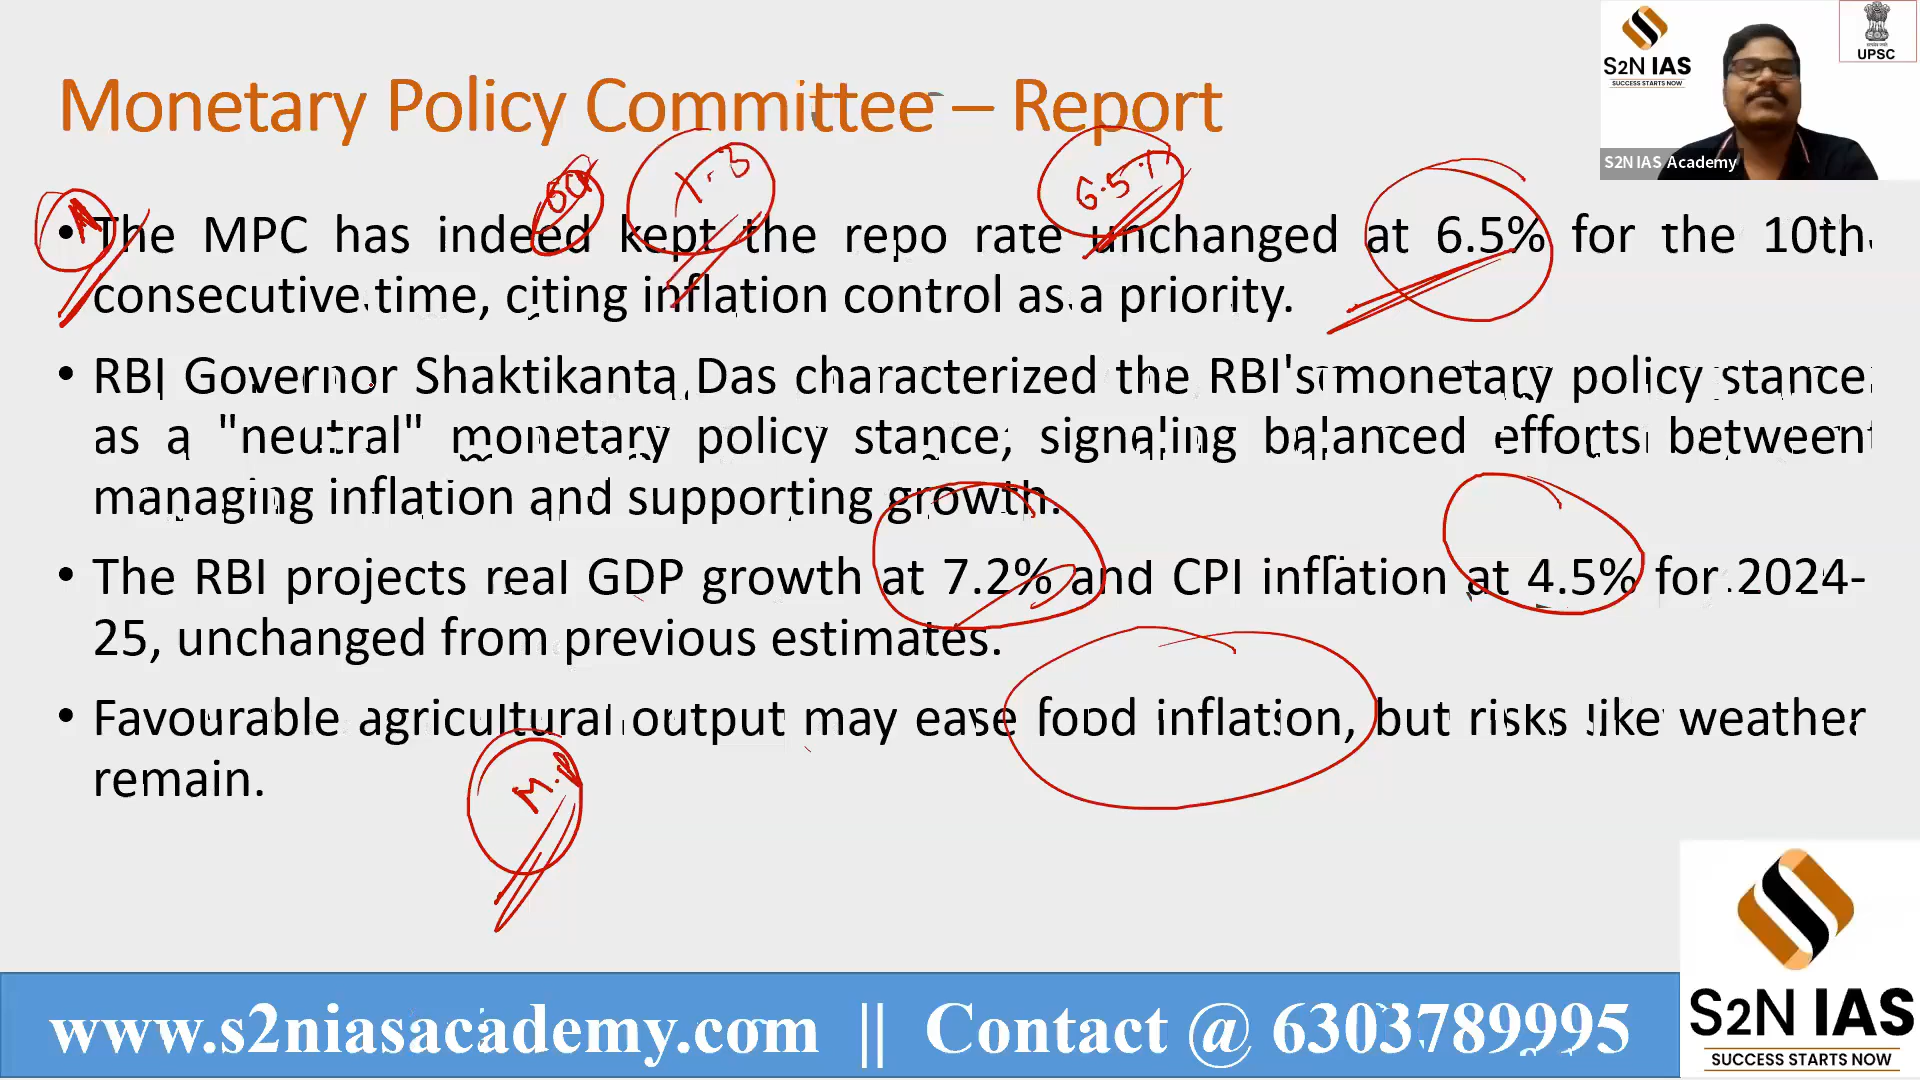 Monetary Policy Committee – Report
• The MPC has indeed kept the repo rate unchanged at 6.5% for the 10th
consecutive time, citing inflation control as a priority.
• RBI Governor Shaktikanta Das characterized the RBI's monetary policy stance
as a "neutral" monetary policy stance, signaling balanced efforts between
managing inflation and supporting growth.
• The RBI projects real GDP growth at 7.2% and CPI inflation at 4.5% for 2024-
25, unchanged from previous estimates.
• Favourable agricultural output may ease food inflation, but risks like weather
remain.
6.5%
M.P
S2N IAS
SUCCESS STARTS NOW
UPSC
S2N IAS Academy
www.s2niasacademy.com || Contact @ 6303789995
S2N IAS
SUCCESS STARTS NOW